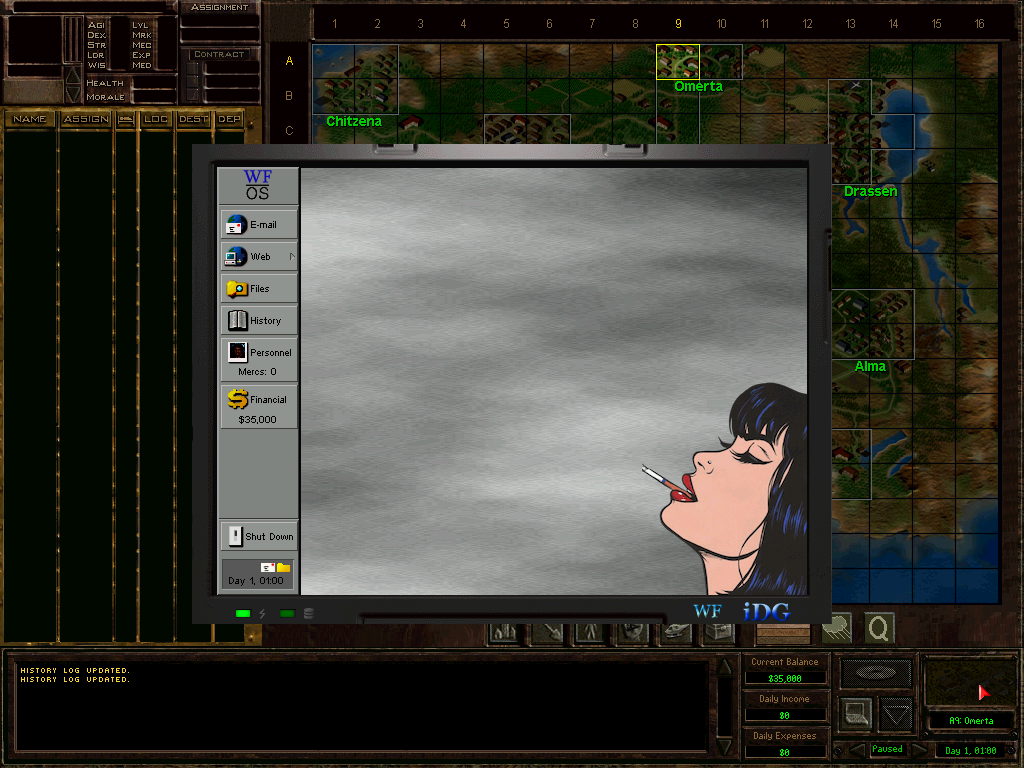 ASSIGNMENT
AGI LVL
DEX MRK
STR MEC
LDR EXP
WIS MED
CONTRACT
HEALTH
MORALE
NAME ASSIGN LOC DEST DEP
1 2 3 4 5 6 7 8 9 10 11 12 13 14 15 16
A
B
C
Omerta
Chitzena
Drassen
Alma
WF
OS
E-mail
Web
Files
History
Personnel
Mercs: 0
Financial
$35,000
Shut Down
Day 1, 01:00
WF iDG
Q
HISTORY LOG UPDATED.
HISTORY LOG UPDATED.
Current Balance
$35,000
Daily Income
$0
Daily Expenses
$0
A9: Omerta
Paused
Day 1, 01:00